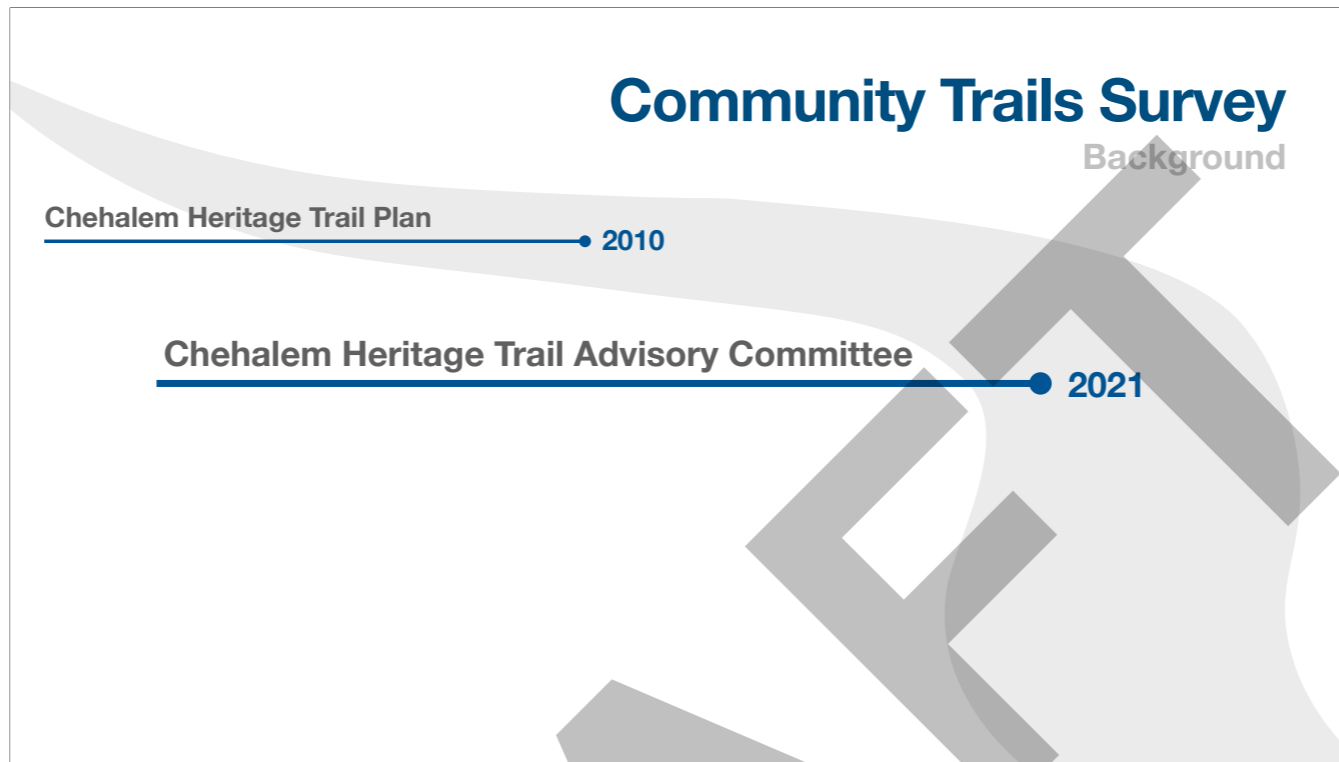 Community Trails Survey
Background
Chehalem Heritage Trail Plan
2010
Chehalem Heritage Trail Advisory Committee
2021